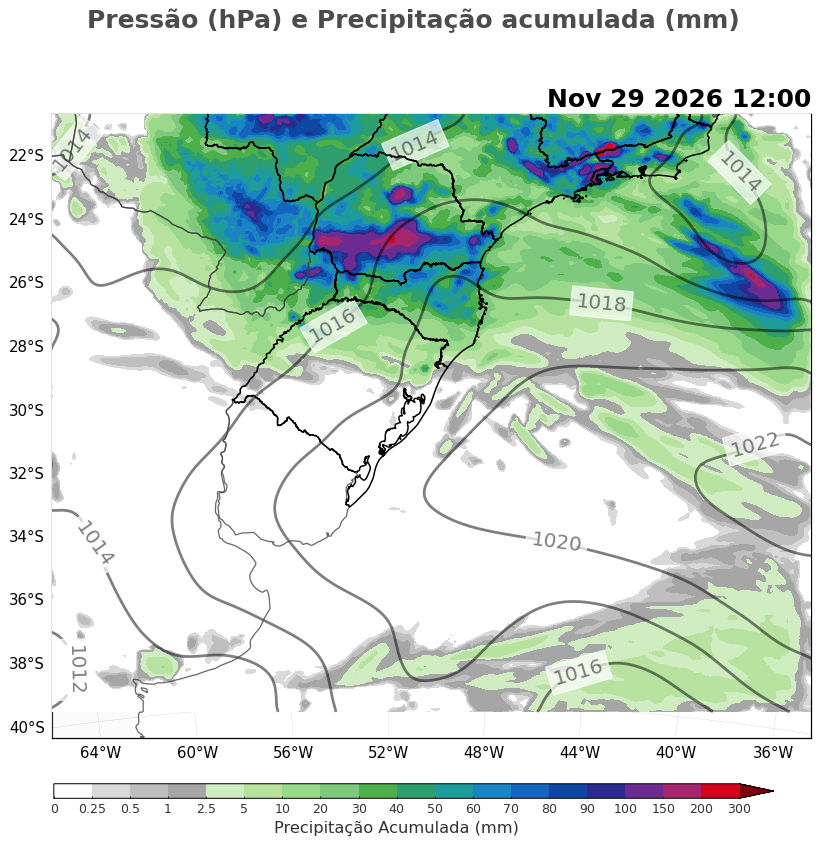 Pressão (hPa) e Precipitação acumulada (mm)
Nov 29 2026 12:00
1014
1014
1014
1016
1018
1022
1020
1014
1012
1016
22°S
24°S
26°S
28°S
30°S
32°S
34°S
36°S
38°S
40°S
64°W 60°W 56°W 52°W 48°W 44°W 40°W 36°W
0 0.25 0.5 1 2.5 5 10 20 30 40 50 60 70 80 90 100 150 200 300
Precipitação Acumulada (mm)